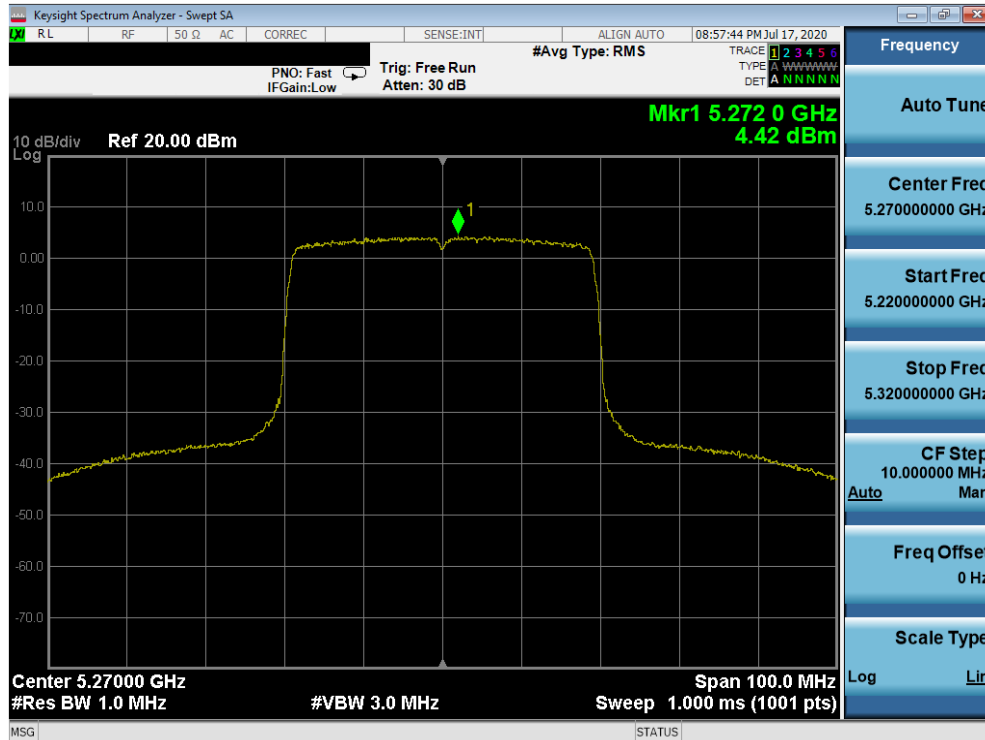 Keysight Spectrum Analyzer - Swept SA
LXI RL RF 50 Ω AC CORREC SENSE:INT ALIGN AUTO 08:57:44 PM Jul 17, 2020
#Avg Type: RMS
TRACE 1 2 3 4 5 6
PNO: Fast Trig: Free Run TYPE A WWWWW
IFGain:Low Atten: 30 dB DET A N N N N N
Mkr1 5.272 0 GHz
4.42 dBm
10 dB/div Ref 20.00 dBm
Log
10.0
1
0.00
-10.0
-20.0
-30.0
-40.0
-50.0
-60.0
-70.0
Center 5.27000 GHz Span 100.0 MHz
#Res BW 1.0 MHz #VBW 3.0 MHz Sweep 1.000 ms (1001 pts)
MSG STATUS
Frequency
Auto Tune
Center Freq
5.270000000 GHz
Start Freq
5.220000000 GHz
Stop Freq
5.320000000 GHz
CF Step
10.000000 MHz
Auto Man
Freq Offset
0 Hz
Scale Type
Log Lin